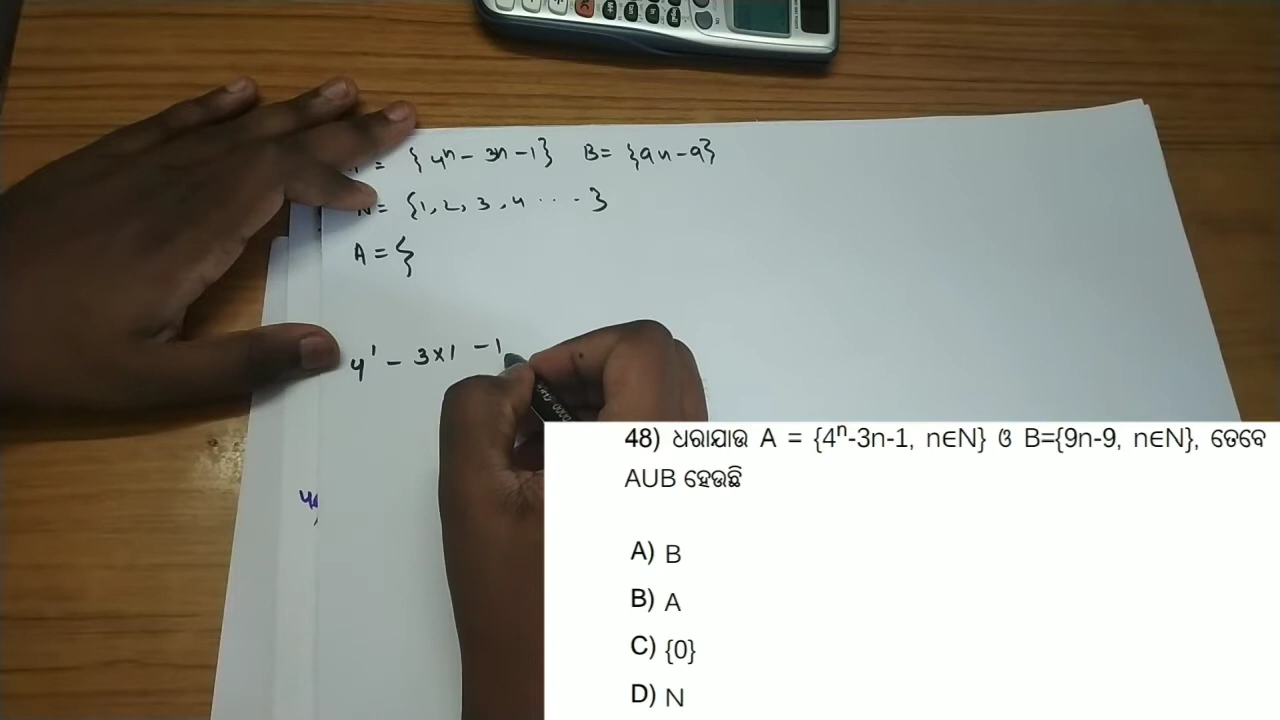 = {4ⁿ - 3n - 1} B = {9n - 9}
N = {1, 2, 3, 4 ....}
A = {
4¹ - 3×1 - 1
48) ଧରାଯାଉ A = {4ⁿ-3n-1, n∈N} ଓ B={9n-9, n∈N}, ତେବେ
AUB ହେଉଛି
A) B
B) A
C) {0}
D) N